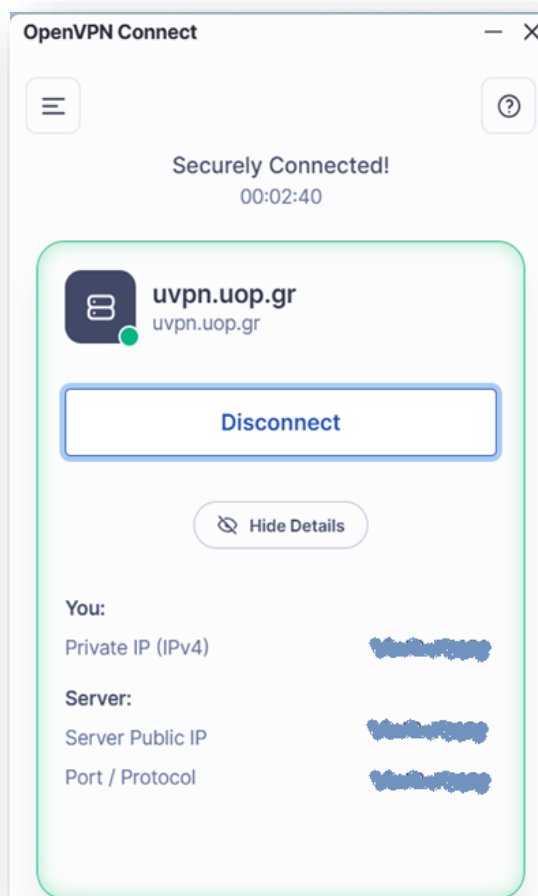 OpenVPN Connect
Securely Connected!
00:02:40
uvpn.uop.gr
uvpn.uop.gr
Disconnect
Hide Details
You:
Private IP (IPv4)
Server:
Server Public IP
Port / Protocol